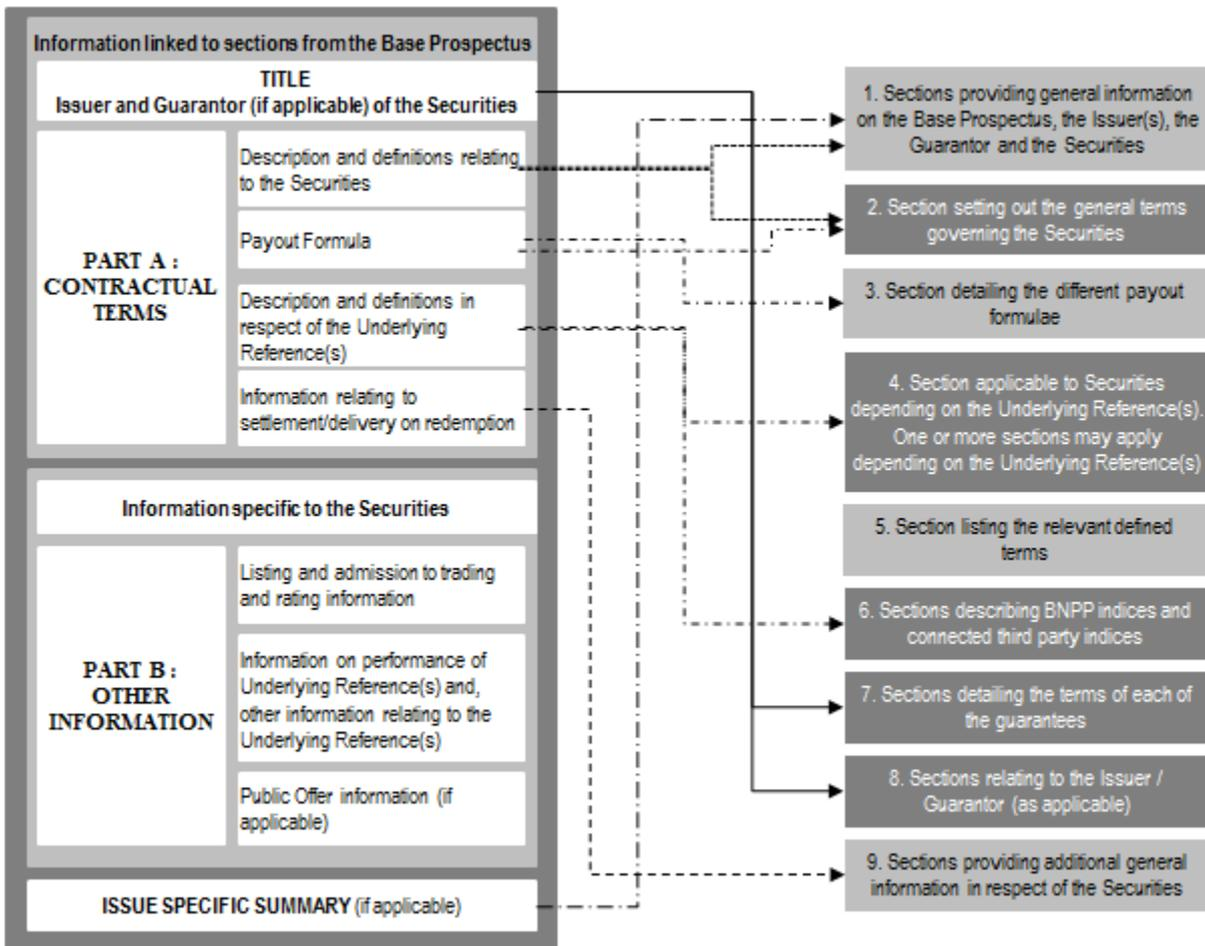 Information linked to sections from the Base Prospectus
TITLE
Issuer and Guarantor (if applicable) of the Securities
PART A :
CONTRACTUAL
TERMS
Description and definitions relating
to the Securities
Payout Formula
Description and definitions in
respect of the Underlying
Reference(s)
Information relating to
settlement/delivery on redemption
Information specific to the Securities
PART B :
OTHER
INFORMATION
Listing and admission to trading
and rating information
Information on performance of
Underlying Reference(s) and,
other information relating to the
Underlying Reference(s)
Public Offer information (if
applicable)
ISSUE SPECIFIC SUMMARY (if applicable)
1. Sections providing general information
on the Base Prospectus, the Issuer(s), the
Guarantor and the Securities
2. Section setting out the general terms
governing the Securities
3. Section detailing the different payout
formulae
4. Section applicable to Securities
depending on the Underlying Reference(s).
One or more sections may apply
depending on the Underlying Reference(s)
5. Section listing the relevant defined
terms
6. Sections describing BNPP indices and
connected third party indices
7. Sections detailing the terms of each of
the guarantees
8. Sections relating to the Issuer /
Guarantor (as applicable)
9. Sections providing additional general
information in respect of the Securities